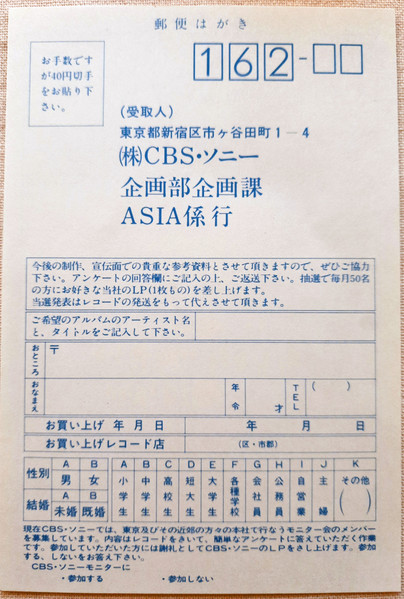 郵便はがき
お手数です
が40円切手
をお貼り下
さい。
162-
(受取人)
東京都新宿区市ヶ谷田町1-4
㈱CBS・ソニー
企画部企画課
ASIA係行
今後の制作、宣伝面での貴重な参考資料とさせて頂きますので、ぜひご協力
下さい。アンケートの回答欄にご記入の上、ご返送下さい。抽選で毎月50名
の方にお好きな当社のLP(1枚もの)を差し上げます。
当選発表はレコードの発送をもって代えさせて頂きます。
ご希望のアルバムのアーティスト名
と、タイトルをご記入して下さい。
おところ 〒
おなまえ 年令 才 TEL ( )
お買い上げ 年 月 日 年 月 日
お買い上げレコード店 (区・市郡)
性別 A男 B女 A小学生 B中学生 C高校生 D短大生 E大学生 F各種学校 G会社員 H公務員 I自営業 J主婦 Kその他 ( )
結婚 A未婚 B既婚
現在CBS・ソニーでは、東京及びその近郊の方々の本社で行なうモニター会のメンバー
を募集しています。内容はレコードをきいて、簡単なアンケートに答えていただく作業
です。参加していただいた方には謝礼としてCBS・ソニーのLPをさし上げます。参加す
る、しないをお答え下さい。
CBS・ソニーモニターに
・参加する ・参加しない